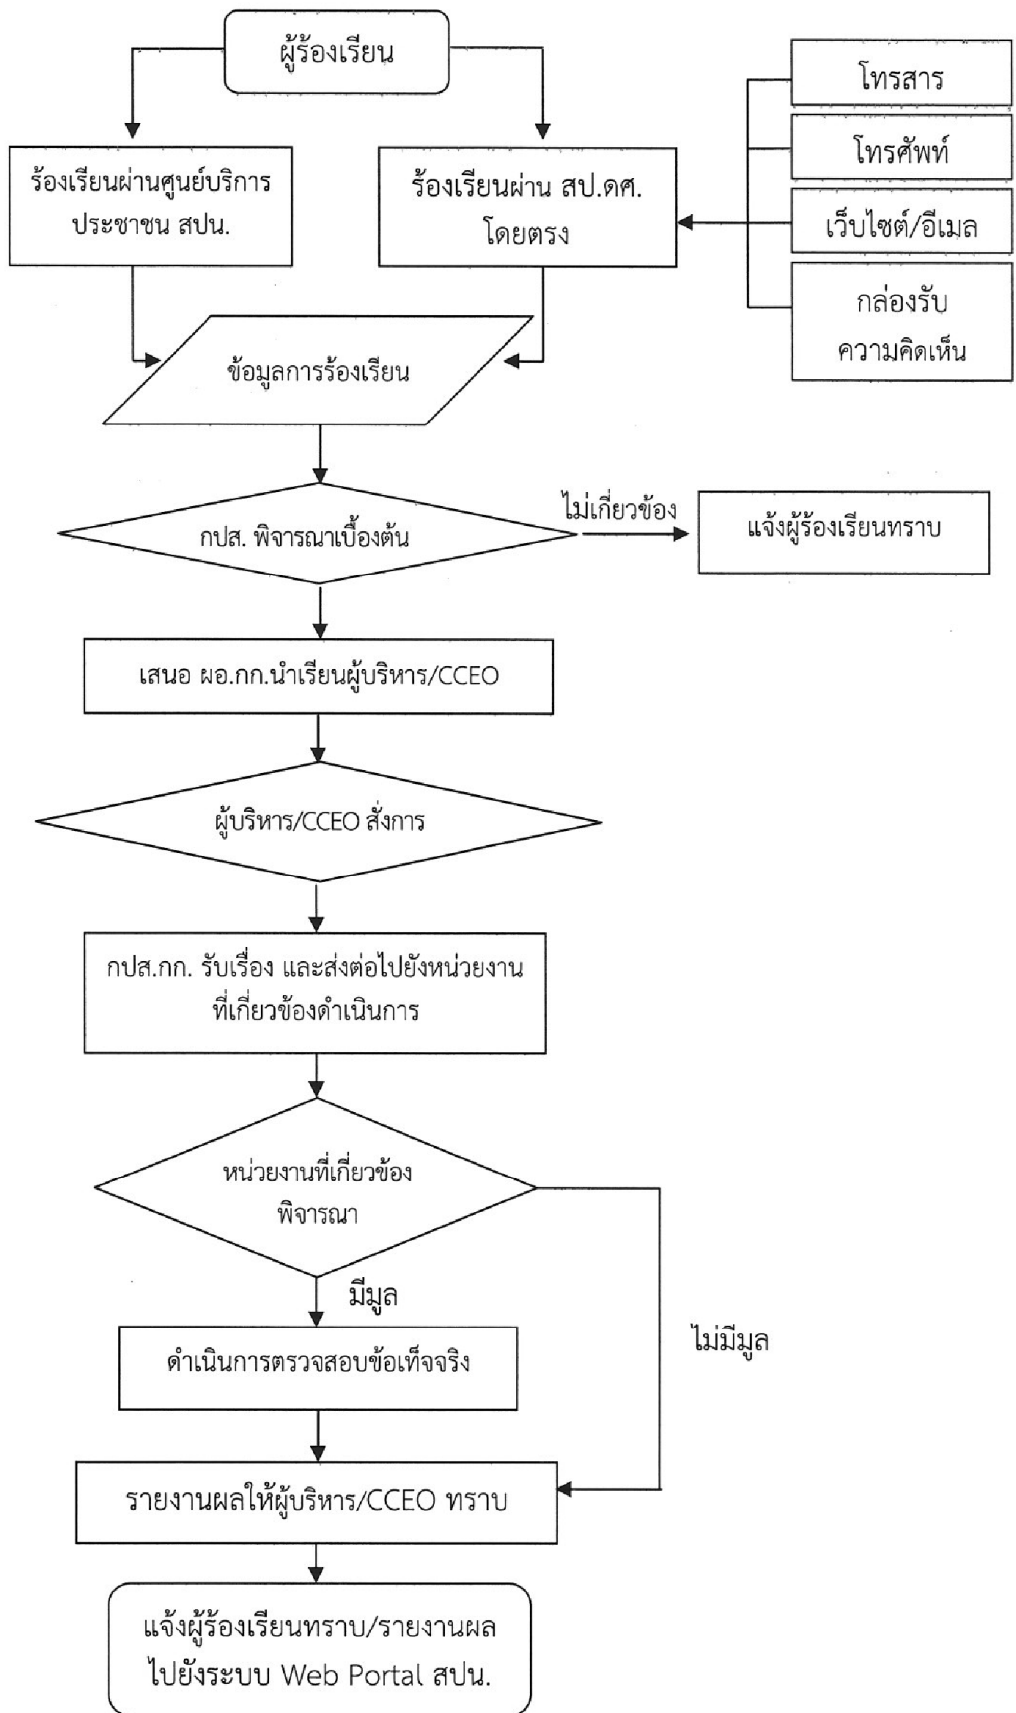 ผู้ร้องเรียน
ร้องเรียนผ่านศูนย์บริการ
ประชาชน สปน.
ร้องเรียนผ่าน สป.ดศ.
โดยตรง
โทรสาร
โทรศัพท์
เว็บไซต์/อีเมล
กล่องรับ
ความคิดเห็น
ข้อมูลการร้องเรียน
กปส. พิจารณาเบื้องต้น
ไม่เกี่ยวข้อง
แจ้งผู้ร้องเรียนทราบ
เสนอ ผอ.กก.นำเรียนผู้บริหาร/CCEO
ผู้บริหาร/CCEO สั่งการ
กปส.กก. รับเรื่อง และส่งต่อไปยังหน่วยงาน
ที่เกี่ยวข้องดำเนินการ
หน่วยงานที่เกี่ยวข้อง
พิจารณา
มีมูล
ไม่มีมูล
ดำเนินการตรวจสอบข้อเท็จจริง
รายงานผลให้ผู้บริหาร/CCEO ทราบ
แจ้งผู้ร้องเรียนทราบ/รายงานผล
ไปยังระบบ Web Portal สปน.